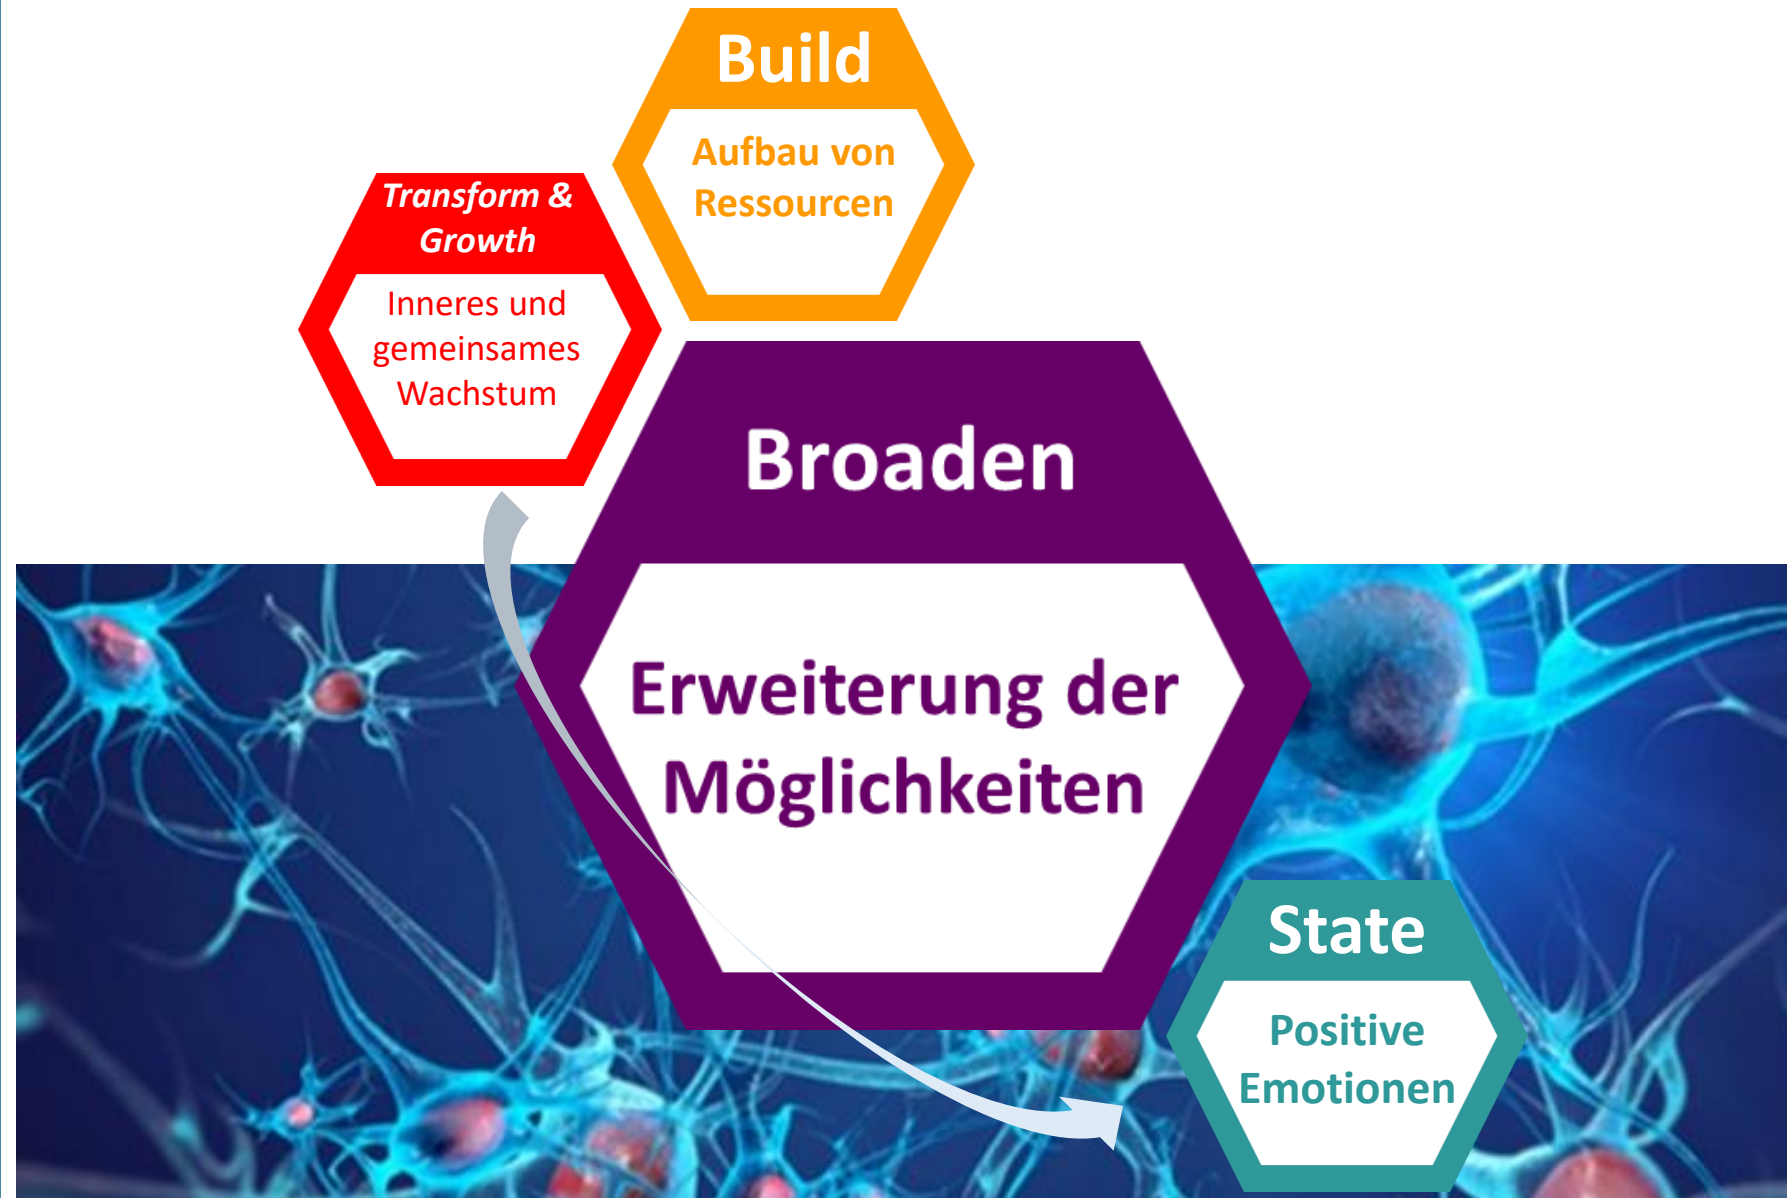 Build
Aufbau von
Ressourcen
Transform &
Growth
Inneres und
gemeinsames
Wachstum
Broaden
Erweiterung der
Möglichkeiten
State
Positive
Emotionen